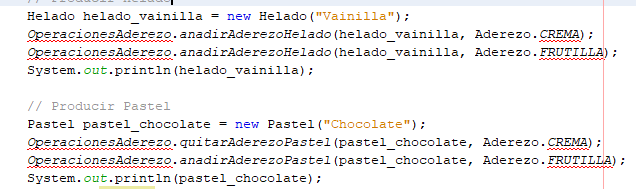 Helado helado_vainilla = new Helado("Vainilla");
OperacionesAderezo.anadirAderezoHelado(helado_vainilla, Aderezo.CREMA);
OperacionesAderezo.anadirAderezoHelado(helado_vainilla, Aderezo.FRUTILLA);
System.out.println(helado_vainilla);
// Producir Pastel
Pastel pastel_chocolate = new Pastel("Chocolate");
OperacionesAderezo.quitarAderezoPastel(pastel_chocolate, Aderezo.CREMA);
OperacionesAderezo.anadirAderezoPastel(pastel_chocolate, Aderezo.FRUTILLA);
System.out.println(pastel_chocolate);